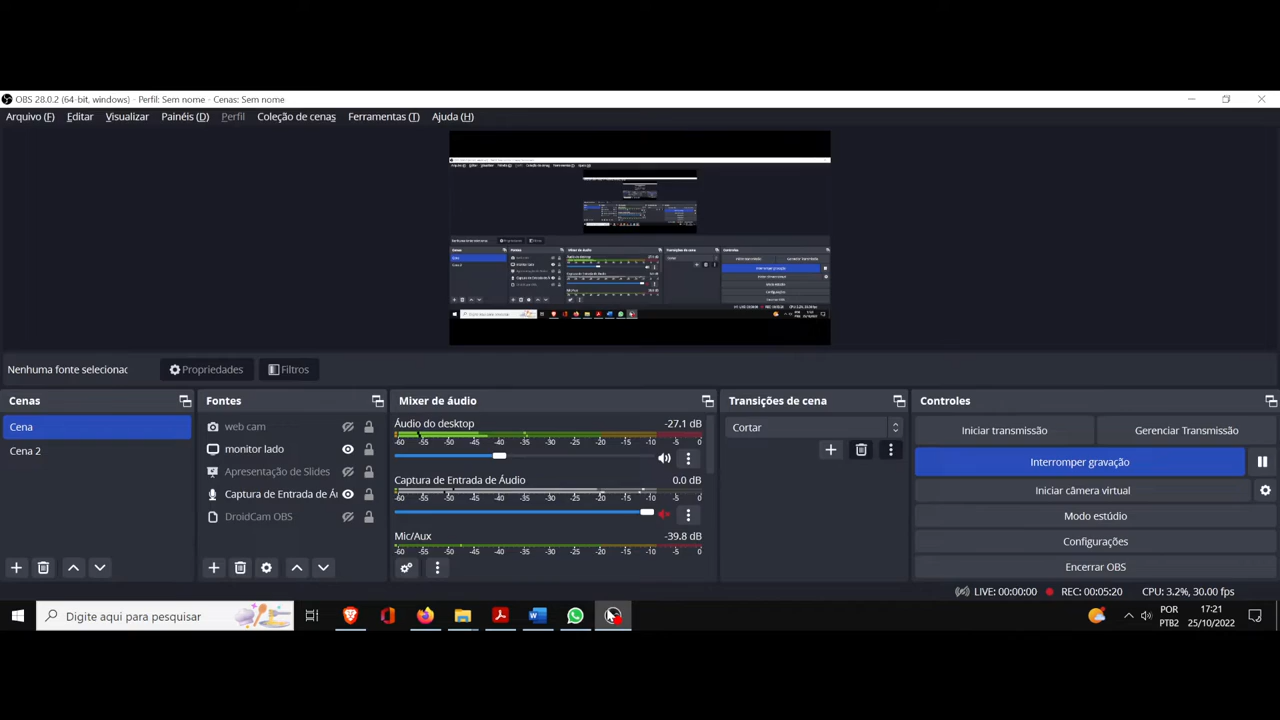 OBS 28.0.2 (64-bit, windows) - Perfil: Sem nome - Cenas: Sem nome
Arquivo (F) Editar Visualizar Painéis (D) Perfil Coleção de cenas Ferramentas (T) Ajuda (H)
Nenhuma fonte selecionac Propriedades Filtros
Cenas
Cena
Cena 2
Fontes
web cam
monitor lado
Apresentação de Slides
Captura de Entrada de Áu
DroidCam OBS
Mixer de áudio
Áudio do desktop -27.1 dB
-60 -55 -50 -45 -40 -35 -30 -25 -20 -15 -10 -5 0
Captura de Entrada de Áudio 0.0 dB
-60 -55 -50 -45 -40 -35 -30 -25 -20 -15 -10 -5 0
Mic/Aux -39.8 dB
-60 -55 -50 -45 -40 -35 -30 -25 -20 -15 -10 -5 0
Transições de cena
Cortar
Controles
Iniciar transmissão Gerenciar Transmissão
Interromper gravação
Iniciar câmera virtual
Modo estúdio
Configurações
Encerrar OBS
LIVE: 00:00:00 REC: 00:05:20 CPU: 3.2%, 30.00 fps
Digite aqui para pesquisar
POR
PTB2
17:21
25/10/2022